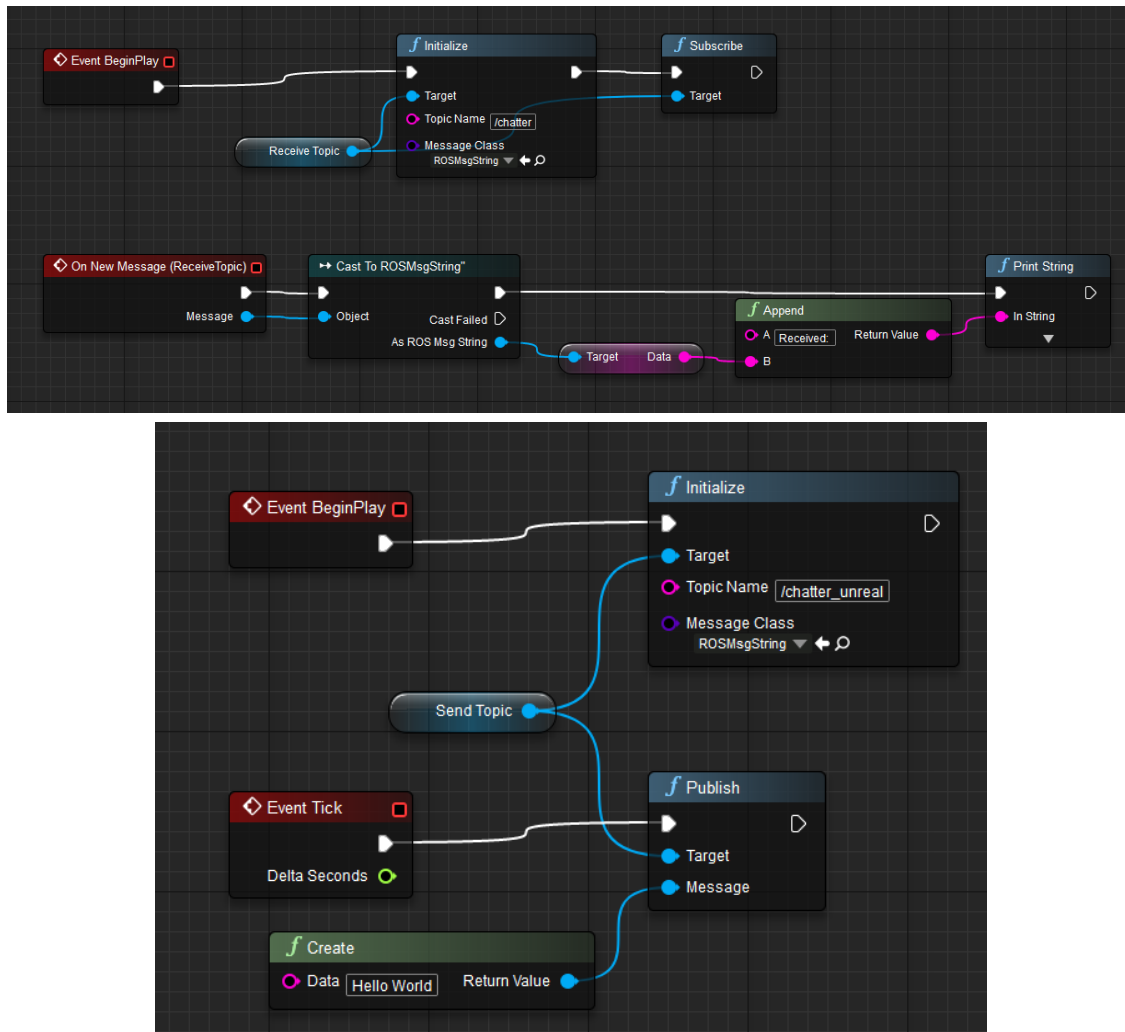 Event BeginPlay
Initialize
Subscribe
Target
Target
Topic Name /chatter
Receive Topic
Message Class
ROSMsgString
On New Message (ReceiveTopic)
Cast To ROSMsgString"
Print String
Message
Object
Cast Failed
Append
In String
As ROS Msg String
A Received: Return Value
Target Data
B
Event BeginPlay
Initialize
Target
Topic Name /chatter_unreal
Message Class
ROSMsgString
Send Topic
Publish
Event Tick
Target
Delta Seconds
Message
Create
Data Hello World Return Value